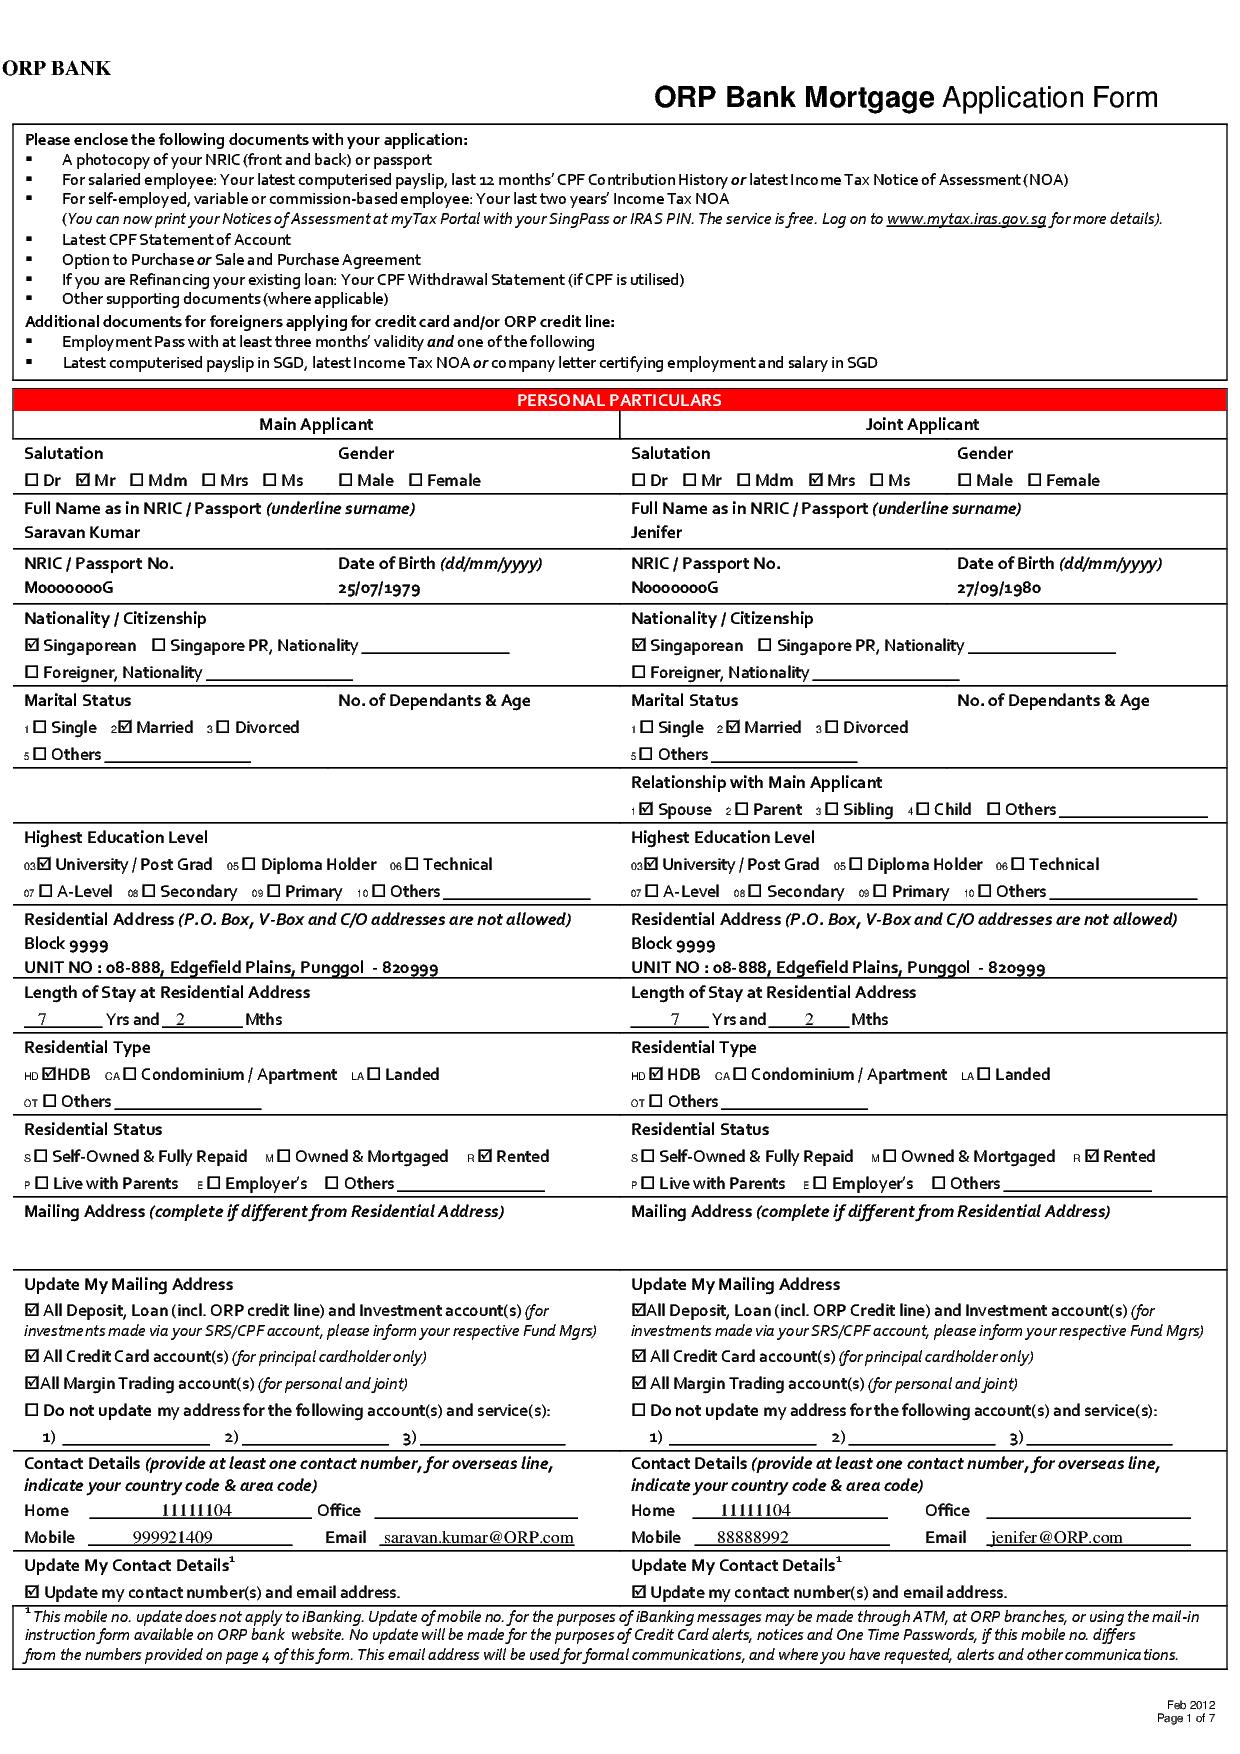 ORP BANK
ORP Bank Mortgage Application Form
Please enclose the following documents with your application:
▪ A photocopy of your NRIC (front and back) or passport
▪ For salaried employee: Your latest computerised payslip, last 12 months' CPF Contribution History or latest Income Tax Notice of Assessment (NOA)
▪ For self-employed, variable or commission-based employee: Your last two years' Income Tax NOA
(You can now print your Notices of Assessment at myTax Portal with your SingPass or IRAS PIN. The service is free. Log on to www.mytax.iras.gov.sg for more details).
▪ Latest CPF Statement of Account
▪ Option to Purchase or Sale and Purchase Agreement
▪ If you are Refinancing your existing loan: Your CPF Withdrawal Statement (if CPF is utilised)
▪ Other supporting documents (where applicable)
Additional documents for foreigners applying for credit card and/or ORP credit line:
▪ Employment Pass with at least three months' validity and one of the following
▪ Latest computerised payslip in SGD, latest Income Tax NOA or company letter certifying employment and salary in SGD
PERSONAL PARTICULARS
Main Applicant Joint Applicant
Salutation Gender Salutation Gender
☐ Dr ☑ Mr ☐ Mdm ☐ Mrs ☐ Ms ☐ Male ☐ Female ☐ Dr ☐ Mr ☐ Mdm ☑ Mrs ☐ Ms ☐ Male ☐ Female
Full Name as in NRIC / Passport (underline surname) Full Name as in NRIC / Passport (underline surname)
Saravan Kumar Jenifer
NRIC / Passport No. Date of Birth (dd/mm/yyyy) NRIC / Passport No. Date of Birth (dd/mm/yyyy)
M0000000G 25/07/1979 N0000000G 27/09/1980
Nationality / Citizenship Nationality / Citizenship
☑ Singaporean ☐ Singapore PR, Nationality ☑ Singaporean ☐ Singapore PR, Nationality
☐ Foreigner, Nationality ☐ Foreigner, Nationality
Marital Status No. of Dependants & Age Marital Status No. of Dependants & Age
1 ☐ Single 2 ☑ Married 3 ☐ Divorced 1 ☐ Single 2 ☑ Married 3 ☐ Divorced
5 ☐ Others 5 ☐ Others
Relationship with Main Applicant
1 ☑ Spouse 2 ☐ Parent 3 ☐ Sibling 4 ☐ Child ☐ Others
Highest Education Level Highest Education Level
03 ☑ University / Post Grad 05 ☐ Diploma Holder 06 ☐ Technical 03 ☑ University / Post Grad 05 ☐ Diploma Holder 06 ☐ Technical
07 ☐ A-Level 08 ☐ Secondary 09 ☐ Primary 10 ☐ Others 07 ☐ A-Level 08 ☐ Secondary 09 ☐ Primary 10 ☐ Others
Residential Address (P.O. Box, V-Box and C/O addresses are not allowed) Residential Address (P.O. Box, V-Box and C/O addresses are not allowed)
Block 9999 Block 9999
UNIT NO : 08-888, Edgefield Plains, Punggol - 820999 UNIT NO : 08-888, Edgefield Plains, Punggol - 820999
Length of Stay at Residential Address Length of Stay at Residential Address
7 Yrs and 2 Mths 7 Yrs and 2 Mths
Residential Type Residential Type
HD ☑ HDB CA ☐ Condominium / Apartment LA ☐ Landed HD ☑ HDB CA ☐ Condominium / Apartment LA ☐ Landed
OT ☐ Others OT ☐ Others
Residential Status Residential Status
S ☐ Self-Owned & Fully Repaid M ☐ Owned & Mortgaged R ☑ Rented S ☐ Self-Owned & Fully Repaid M ☐ Owned & Mortgaged R ☑ Rented
P ☐ Live with Parents E ☐ Employer's ☐ Others P ☐ Live with Parents E ☐ Employer's ☐ Others
Mailing Address (complete if different from Residential Address) Mailing Address (complete if different from Residential Address)
Update My Mailing Address Update My Mailing Address
☑ All Deposit, Loan (incl. ORP credit line) and Investment account(s) (for ☑ All Deposit, Loan (incl. ORP Credit line) and Investment account(s) (for
investments made via your SRS/CPF account, please inform your respective Fund Mgrs) investments made via your SRS/CPF account, please inform your respective Fund Mgrs)
☑ All Credit Card account(s) (for principal cardholder only) ☑ All Credit Card account(s) (for principal cardholder only)
☑ All Margin Trading account(s) (for personal and joint) ☑ All Margin Trading account(s) (for personal and joint)
☐ Do not update my address for the following account(s) and service(s): ☐ Do not update my address for the following account(s) and service(s):
1) 2) 3) 1) 2) 3)
Contact Details (provide at least one contact number, for overseas line, Contact Details (provide at least one contact number, for overseas line,
indicate your country code & area code) indicate your country code & area code)
Home 11111104 Office Home 11111104 Office
Mobile 999921409 Email saravan.kumar@ORP.com Mobile 88888992 Email jenifer@ORP.com
Update My Contact Details1 Update My Contact Details1
☑ Update my contact number(s) and email address. ☑ Update my contact number(s) and email address.
1 This mobile no. update does not apply to iBanking. Update of mobile no. for the purposes of iBanking messages may be made through ATM, at ORP branches, or using the mail-in
instruction form available on ORP bank website. No update will be made for the purposes of Credit Card alerts, notices and One Time Passwords, if this mobile no. differs
from the numbers provided on page 4 of this form. This email address will be used for formal communications, and where you have requested, alerts and other communications.
Feb 2012
Page 1 of 7